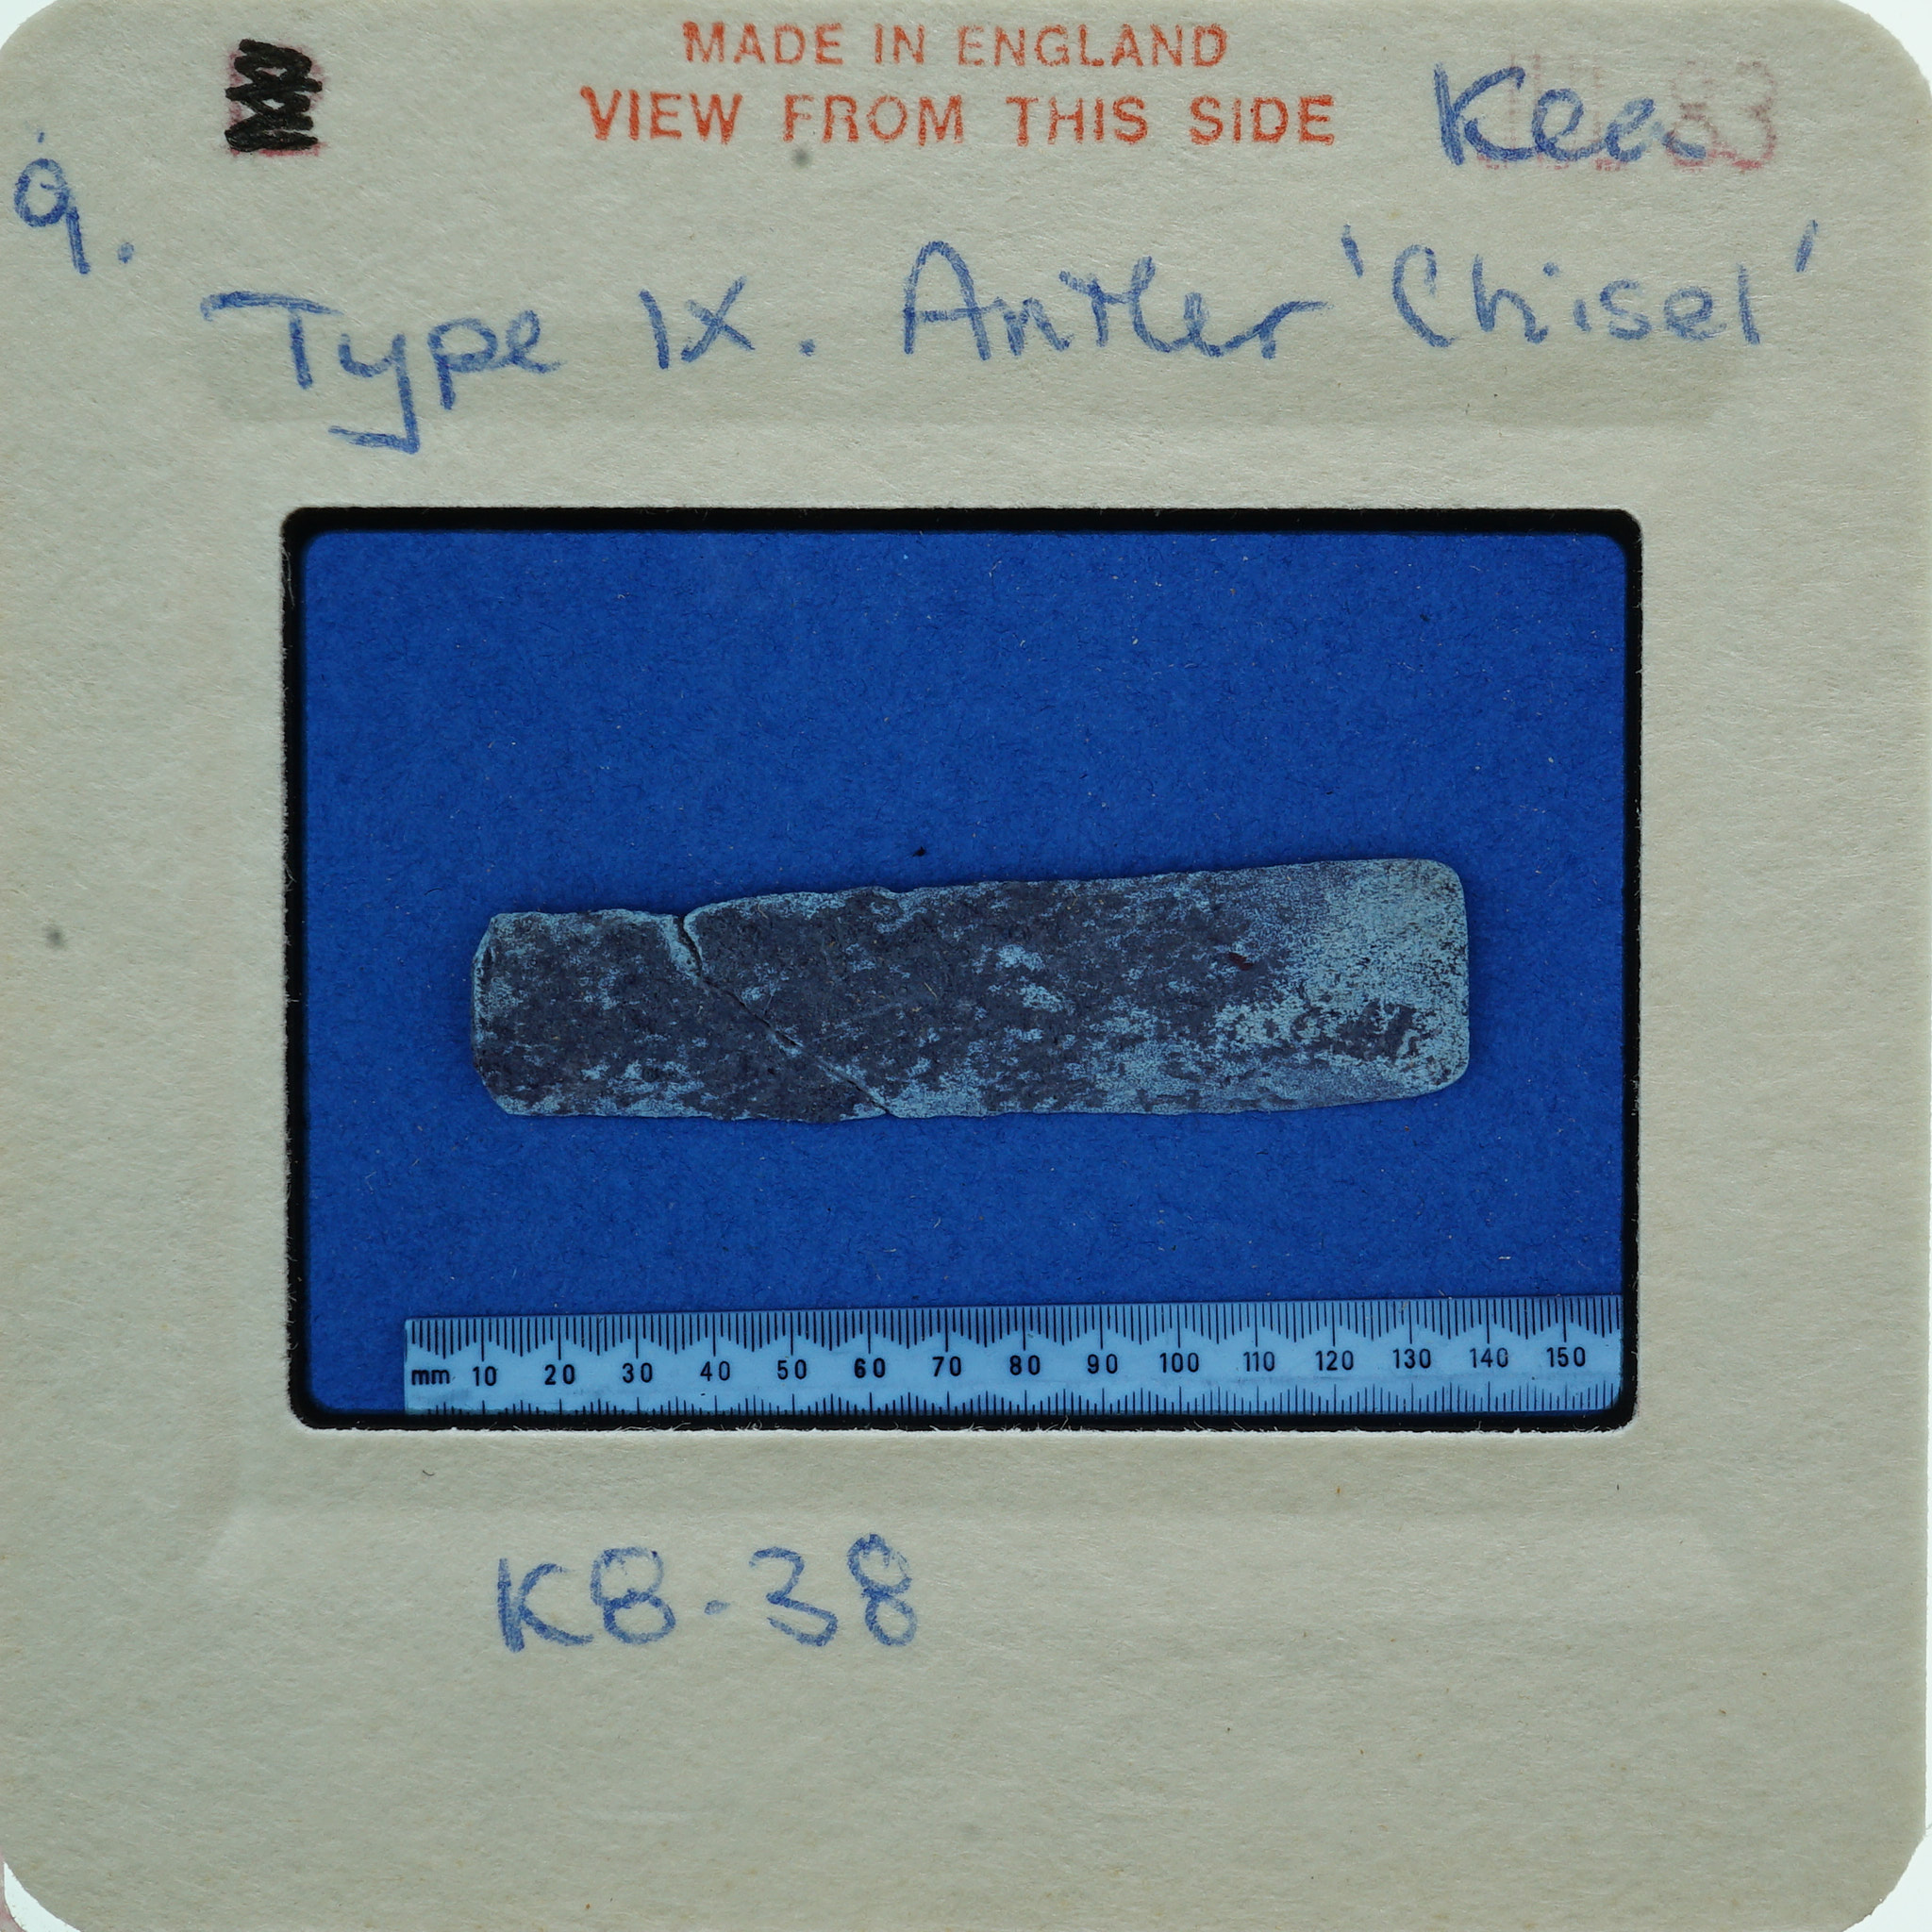 MADE IN ENGLAND
VIEW FROM THIS SIDE
9.
Type IX. Antler 'Chisel'
mm 10 20 30 40 50 60 70 80 90 100 110 120 130 140 150
K8-38